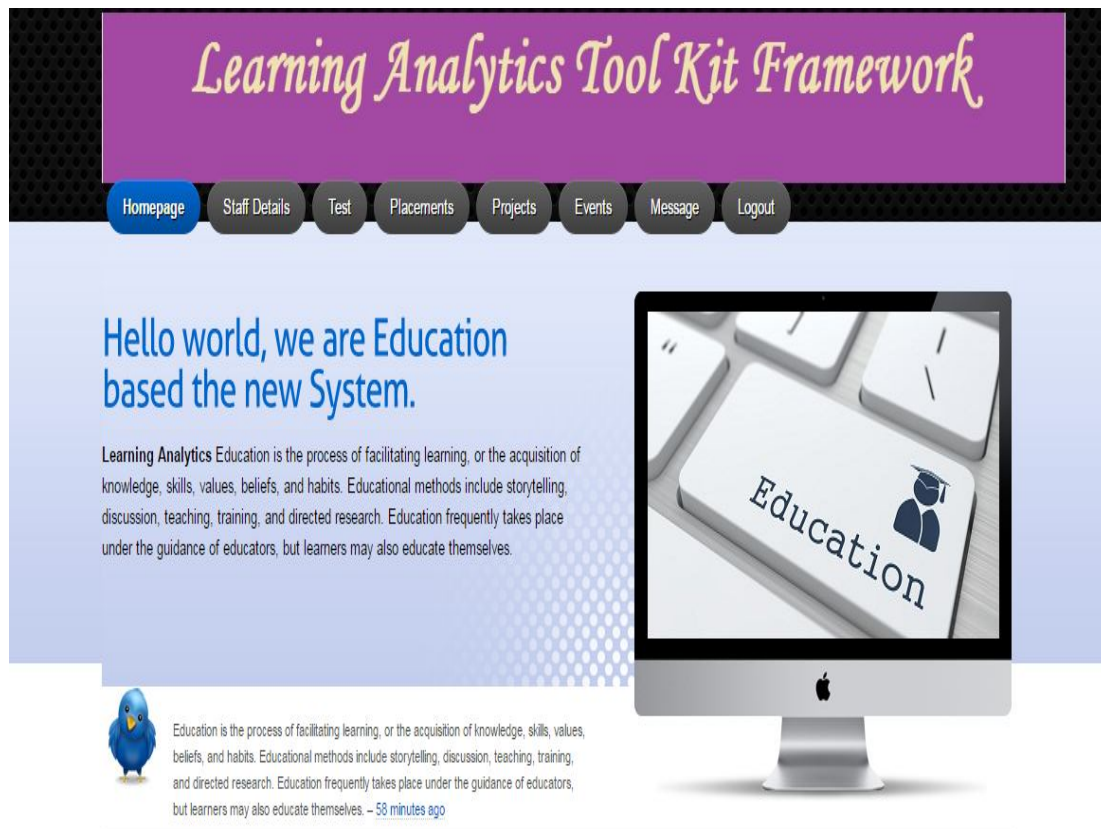 Learning Analytics Tool Kit Framework
Homepage Staff Details Test Placements Projects Events Message Logout
Hello world, we are Education
based the new System.
Learning Analytics Education is the process of facilitating learning, or the acquisition of
knowledge, skills, values, beliefs, and habits. Educational methods include storytelling,
discussion, teaching, training, and directed research. Education frequently takes place
under the guidance of educators, but learners may also educate themselves.
Education
Education is the process of facilitating learning, or the acquisition of knowledge, skills, values,
beliefs, and habits. Educational methods include storytelling, discussion, teaching, training,
and directed research. Education frequently takes place under the guidance of educators,
but learners may also educate themselves. – 58 minutes ago